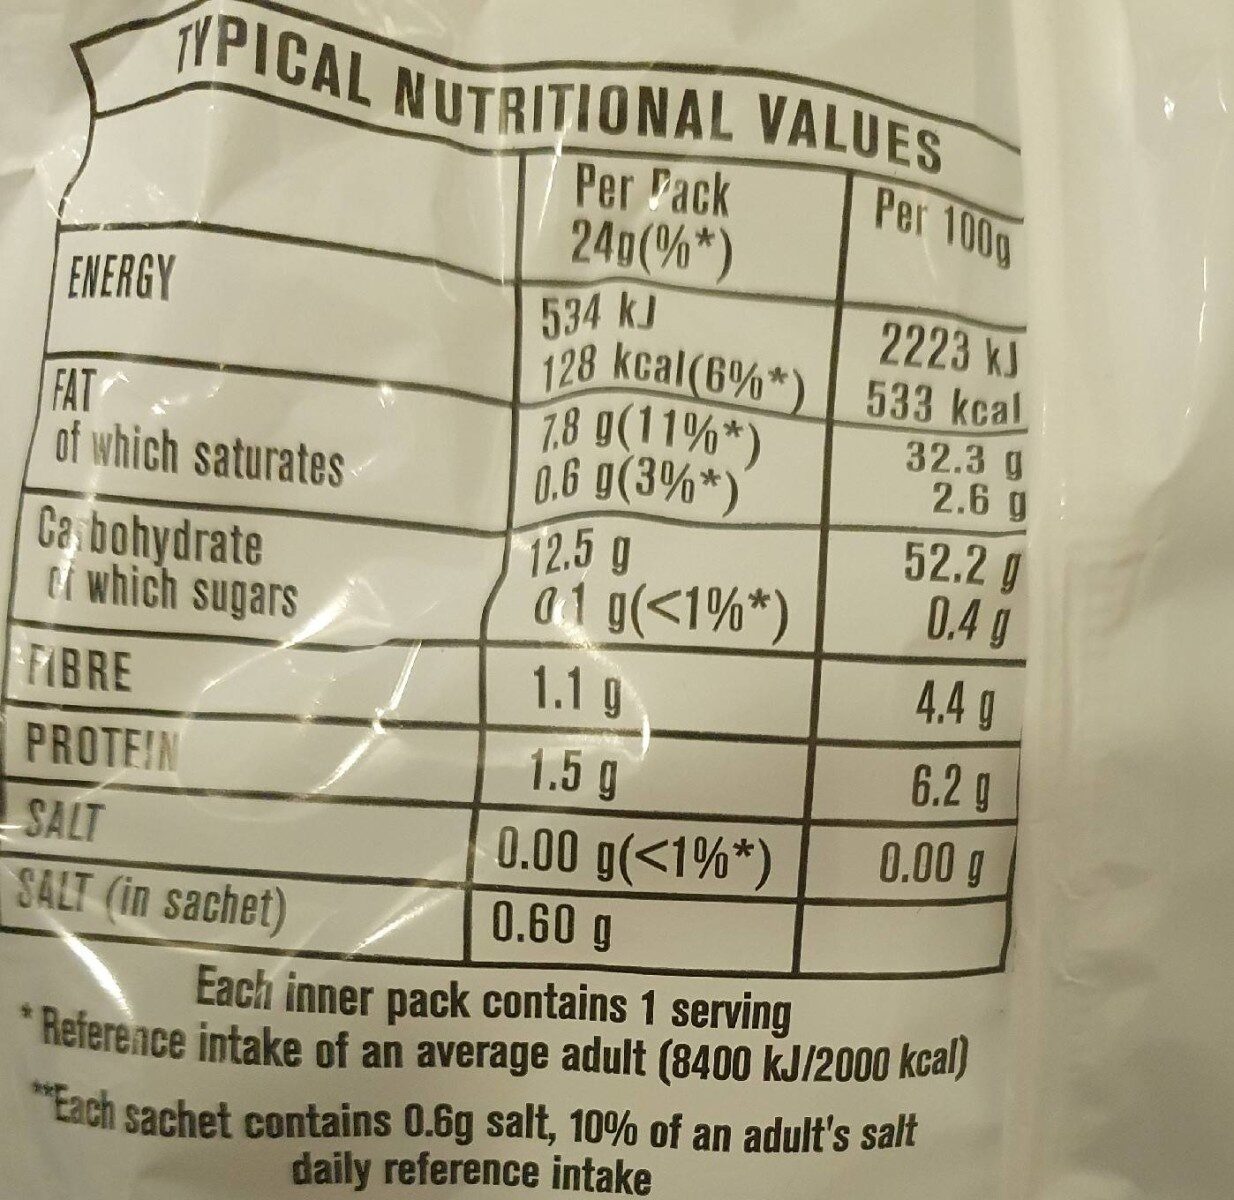 TYPICAL NUTRITIONAL VALUES
Per Pack Per 100g
24g(%*)
ENERGY 534 kJ 2223 kJ
128 kcal(6%*) 533 kcal
FAT 7.8 g(11%*) 32.3 g
of which saturates 0.6 g(3%*) 2.6 g
Carbohydrate 12.5 g 52.2 g
of which sugars 0.1 g(<1%*) 0.4 g
FIBRE 1.1 g 4.4 g
PROTEIN 1.5 g 6.2 g
SALT 0.00 g(<1%*) 0.00 g
SALT (in sachet) 0.60 g
Each inner pack contains 1 serving
* Reference intake of an average adult (8400 kJ/2000 kcal)
**Each sachet contains 0.6g salt, 10% of an adult's salt
daily reference intake